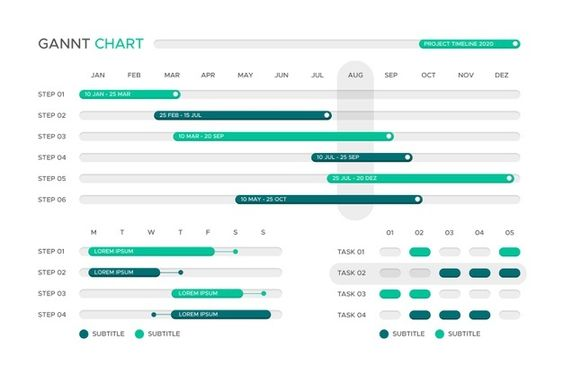 GANNT CHART
PROJECT TIMELINE 2020
JAN FEB MAR APR MAY JUN JUL AUG SEP OCT NOV DEZ
STEP 01 10 JAN - 25 MAR
STEP 02 25 FEB - 15 JUL
STEP 03 10 MAR - 20 SEP
STEP 04 10 JUL - 25 SEP
STEP 05 25 JUL - 20 DEZ
STEP 06 10 MAY - 25 OCT
M T W T F S S
STEP 01 LOREM IPSUM
STEP 02 LOREM IPSUM
STEP 03 LOREM IPSUM
STEP 04 LOREM IPSUM
SUBTITLE SUBTITLE
01 02 03 04 05
TASK 01
TASK 02
TASK 03
TASK 04
SUBTITLE SUBTITLE